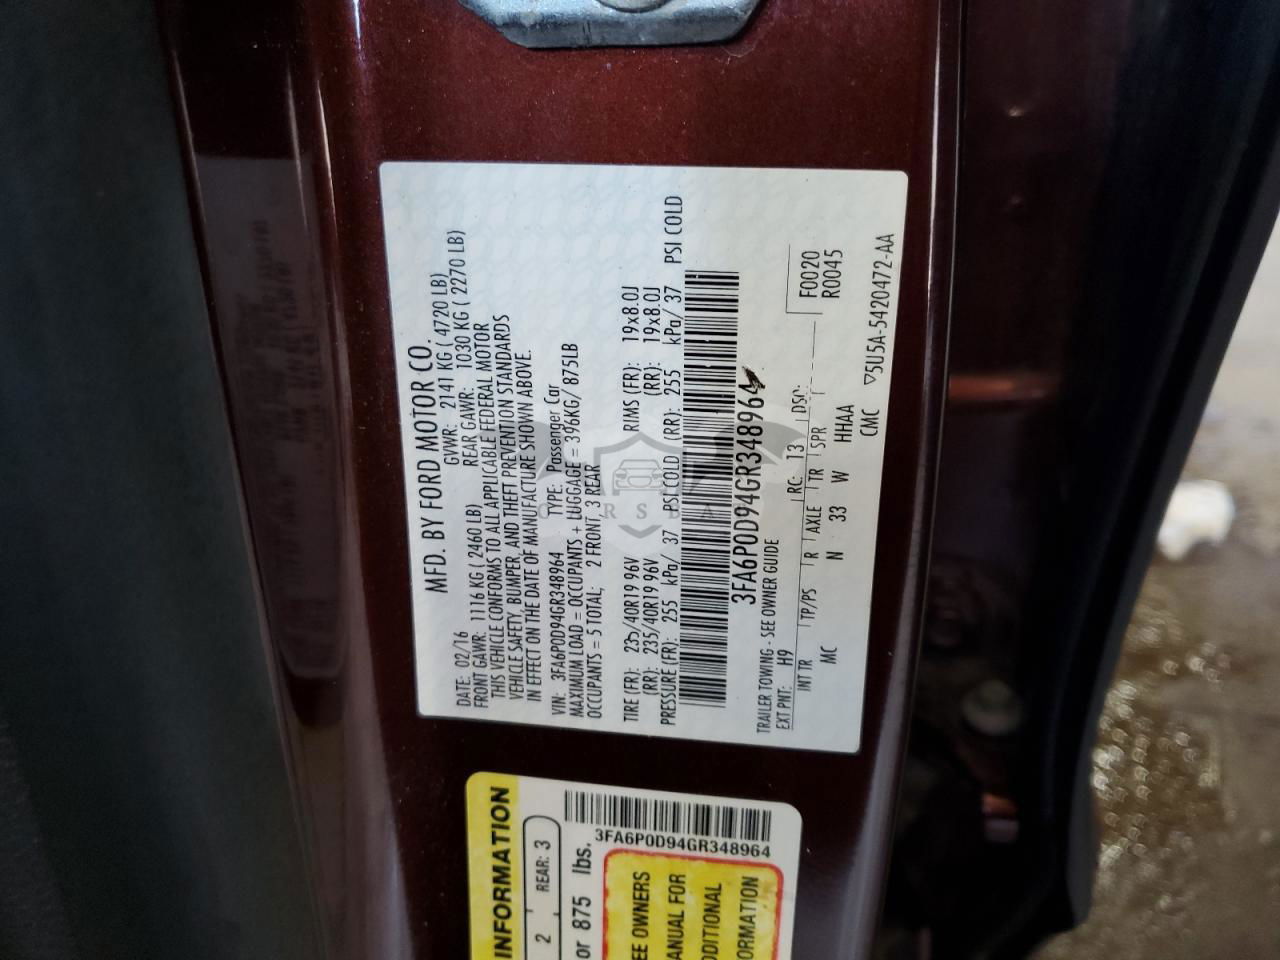 MFD. BY FORD MOTOR CO.
DATE: 02/16 GVWR: 2141 KG ( 4720 LB)
FRONT GAWR: 1116 KG ( 2460 LB) REAR GAWR: 1030 KG ( 2270 LB)
THIS VEHICLE CONFORMS TO ALL APPLICABLE FEDERAL MOTOR
VEHICLE SAFETY, BUMPER, AND THEFT PREVENTION STANDARDS
IN EFFECT ON THE DATE OF MANUFACTURE SHOWN ABOVE.
VIN: 3FA6P0D94GR348964 TYPE: Passenger Car
MAXIMUM LOAD = OCCUPANTS + LUGGAGE = 396KG/ 875LB
OCCUPANTS = 5 TOTAL: 2 FRONT, 3 REAR
TIRE (FR): 235/40R19 96V RIMS (FR): 19x8.0J
(RR): 235/40R19 96V (RR): 19x8.0J
PRESSURE (FR): 255 kPa/ 37 PSI COLD (RR): 255 kPa/ 37 PSI COLD
3FA6P0D94GR348964
TRAILER TOWING - SEE OWNER GUIDE
EXT PNT: H9 RC: 13 DSO: F0020
R0045
INT TR TP/PS R AXLE TR SPR
MC N 33 W HHAA
CMC ▽5U5A-5420472-AA
INFORMATION
2 REAR: 3
or 875 lbs.
3FA6P0D94GR348964
EE OWNERS
ANUAL FOR
DDITIONAL
ORMATION